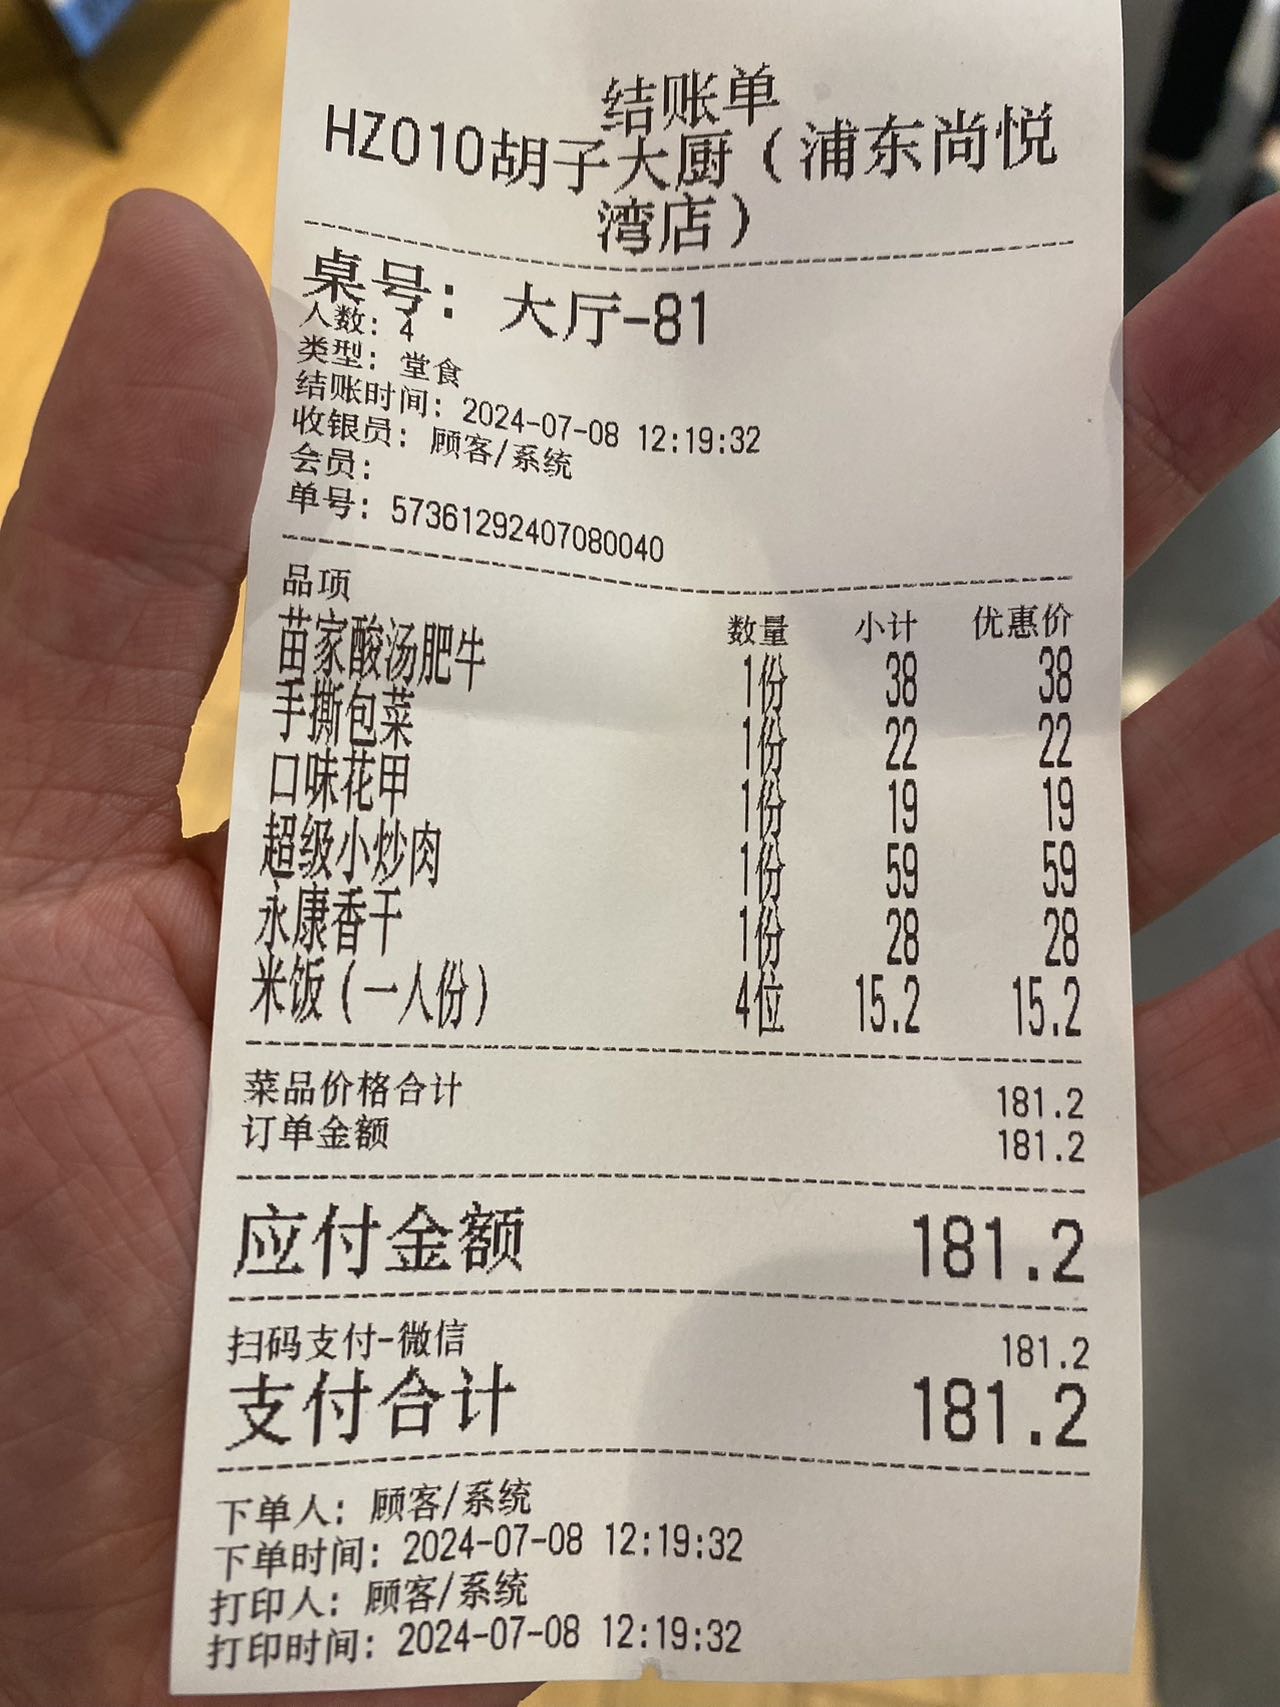 结账单
HZ010胡子大厨（浦东尚悦
湾店）
桌号：大厅-81
人数：4
类型：堂食
结账时间：2024-07-08 12:19:32
收银员：顾客/系统
会员：
单号：57361292407080040
品项 数量 小计 优惠价
苗家酸汤肥牛 1份 38 38
手撕包菜 1份 22 22
口味花甲 1份 19 19
超级小炒肉 1份 59 59
永康香干 1份 28 28
米饭（一人份） 4位 15.2 15.2
菜品价格合计 181.2
订单金额 181.2
应付金额 181.2
扫码支付-微信 181.2
支付合计 181.2
下单人：顾客/系统
下单时间：2024-07-08 12:19:32
打印人：顾客/系统
打印时间：2024-07-08 12:19:32